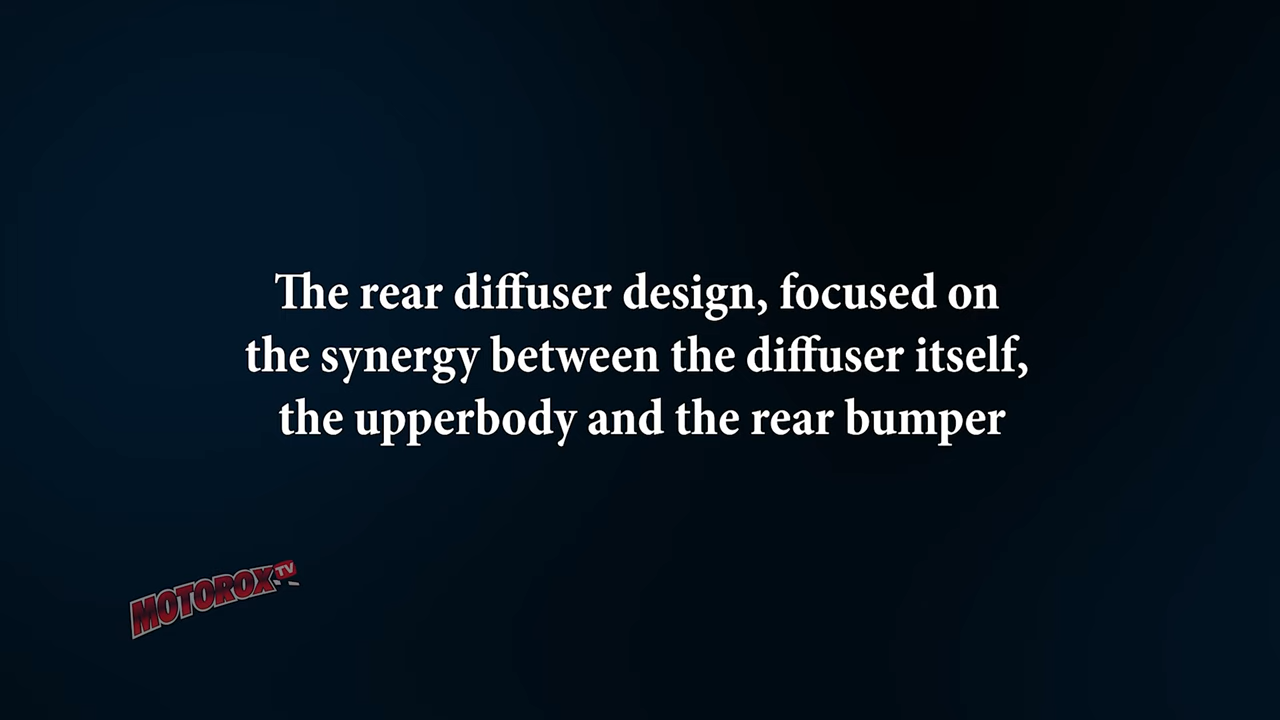 The rear diffuser design, focused on
the synergy between the diffuser itself,
the upperbody and the rear bumper
MOTOROX TV